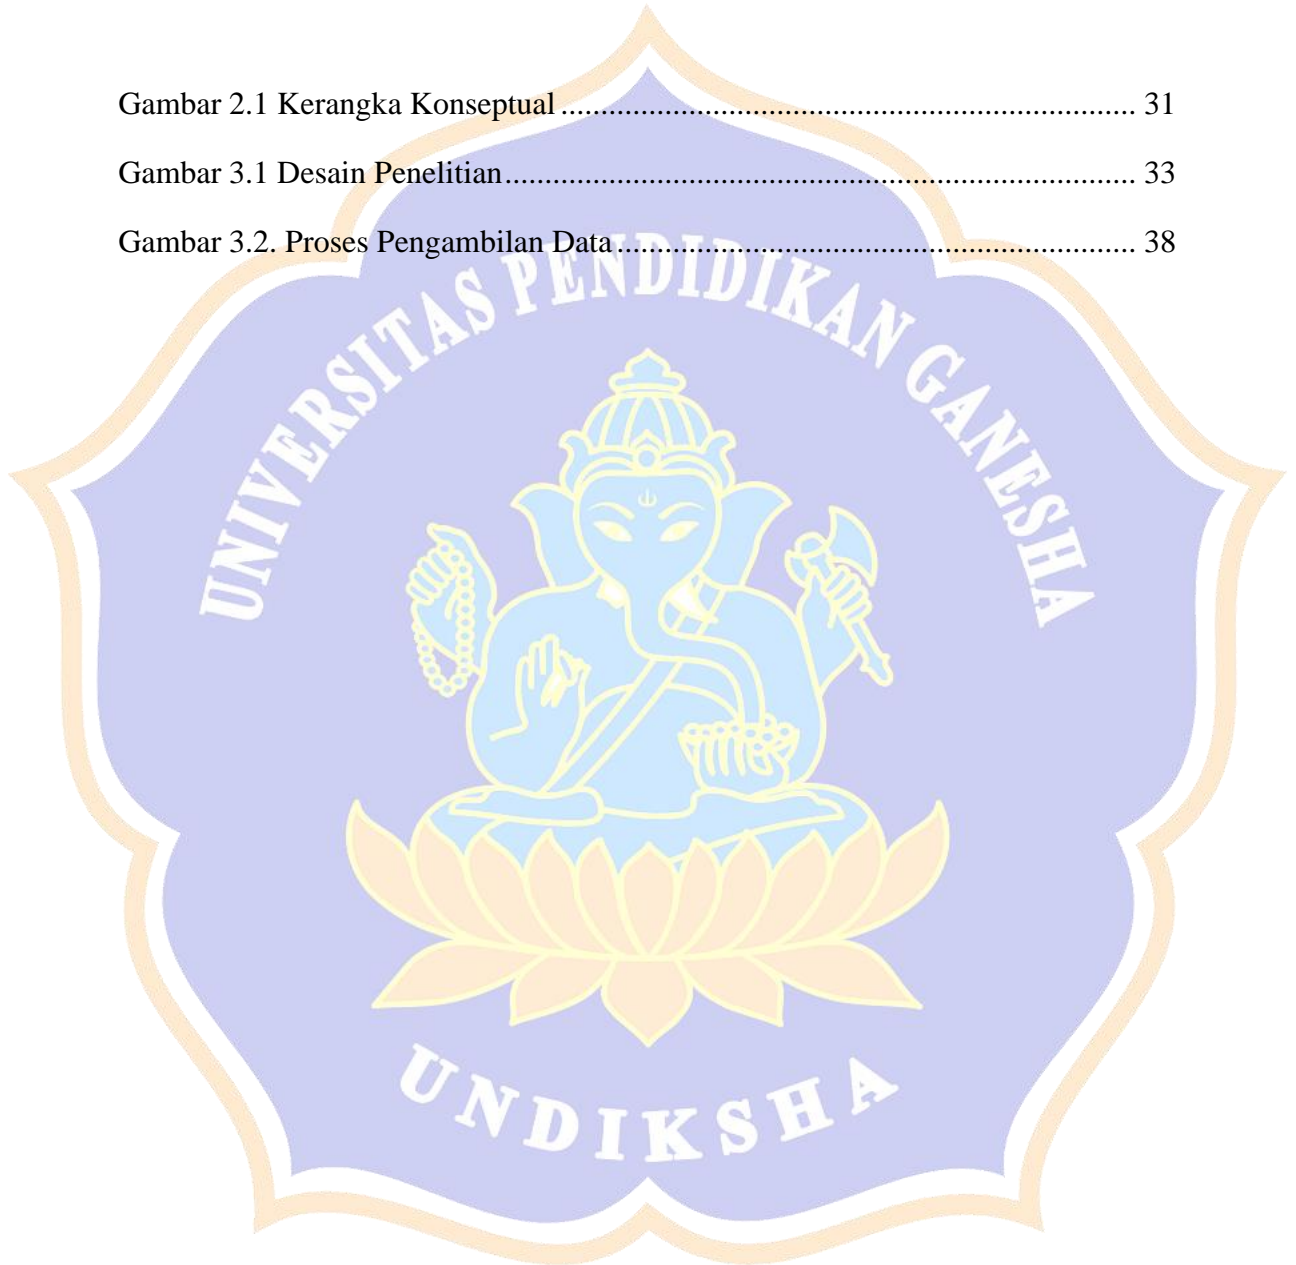 Gambar 2.1 Kerangka Konseptual ........................................................................ 31
Gambar 3.1 Desain Penelitian............................................................................... 33
Gambar 3.2. Proses Pengambilan Data ................................................................. 38
UNIVERSITAS PENDIDIKAN GANESHA
UNDIKSHA